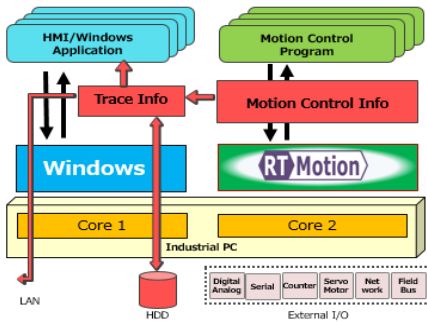 HMI/Windows
Application
Motion Control
Program
Trace Info
Motion Control Info
Windows
RT Motion
Core 1
Core 2
Industrial PC
LAN
HDD
Digital
Analog
Serial
Counter
Servo
Motor
Net
work
Field
Bus
External I/O